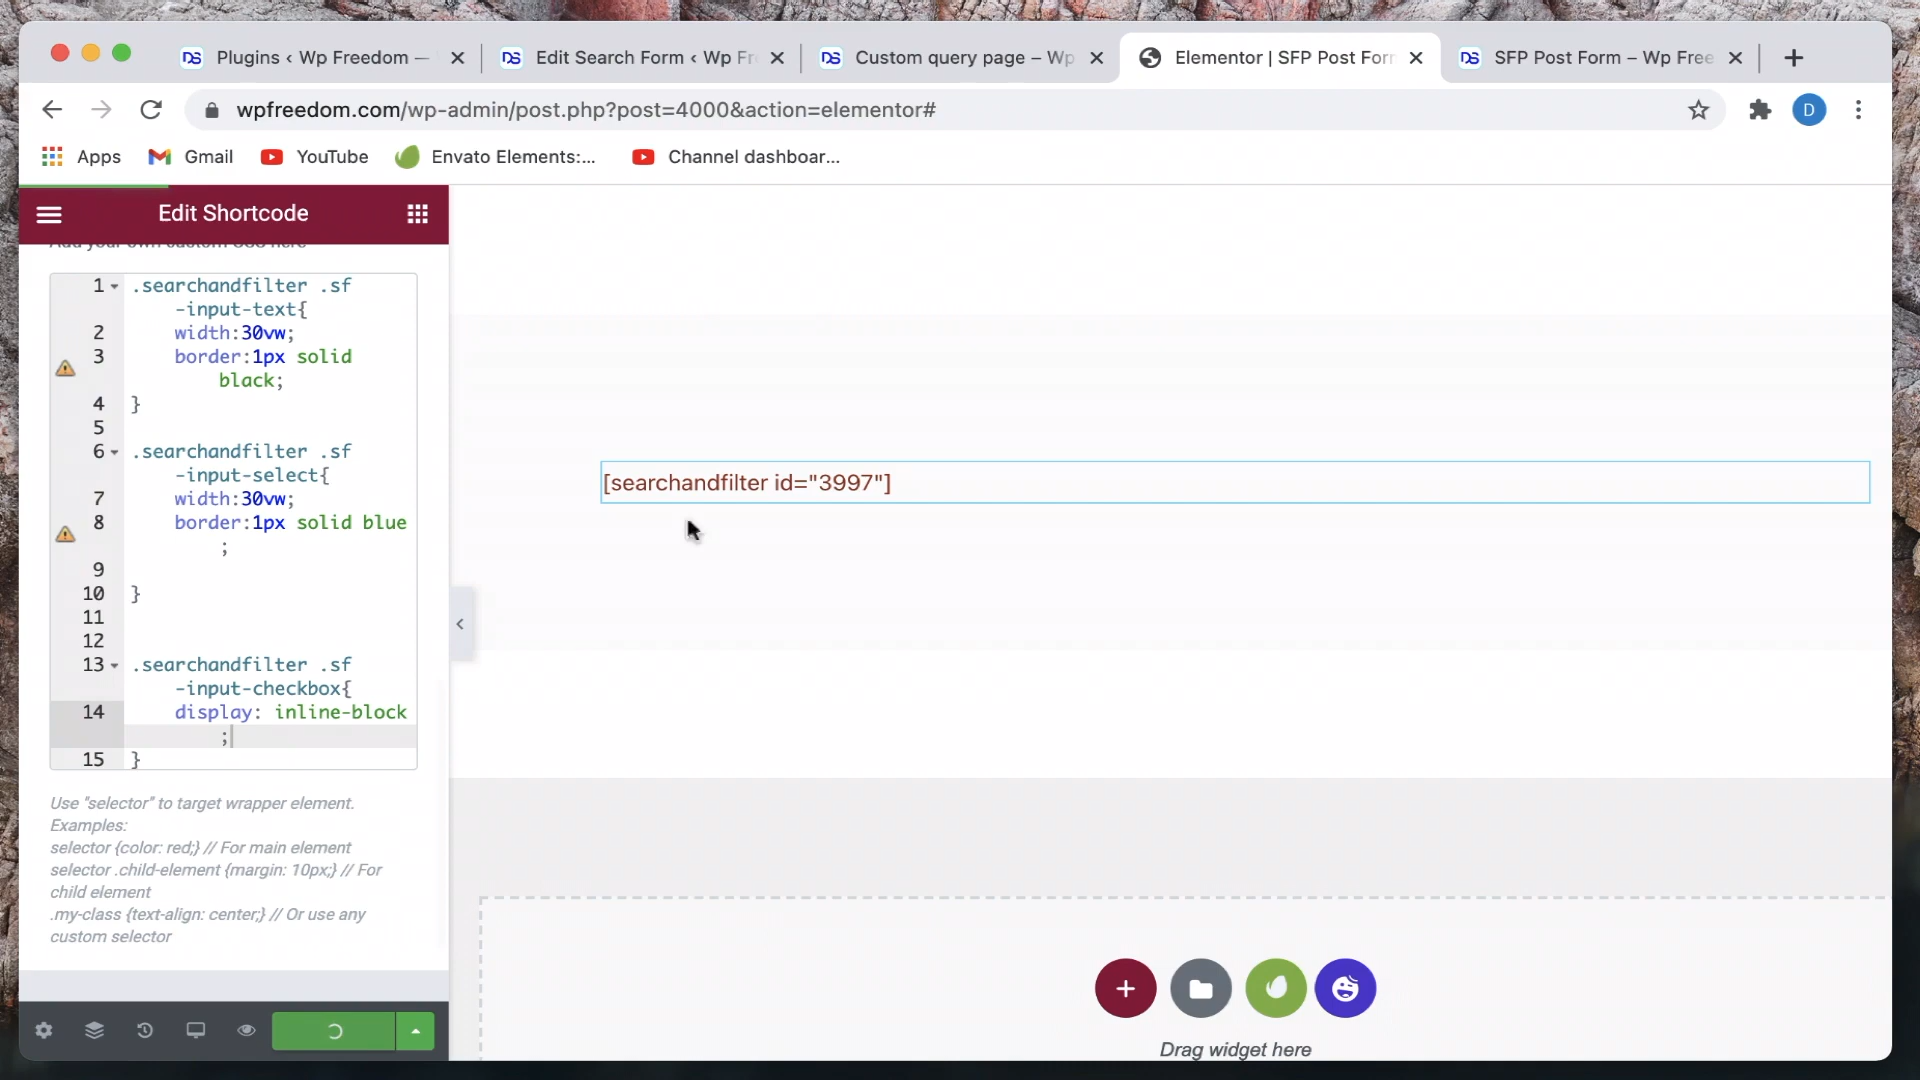 Plugins ‹ Wp Freedom —
Edit Search Form ‹ Wp Fr
Custom query page – Wp
Elementor | SFP Post For
SFP Post Form – Wp Free
wpfreedom.com/wp-admin/post.php?post=4000&action=elementor#
D
Apps
Gmail
YouTube
Envato Elements:...
Channel dashboar...
Edit Shortcode
Add your own custom CSS here
1 .searchandfilter .sf
-input-text{
2 width:30vw;
3 border:1px solid
black;
4 }
5
6 .searchandfilter .sf
-input-select{
7 width:30vw;
8 border:1px solid blue
;
9
10 }
11
12
13 .searchandfilter .sf
-input-checkbox{
14 display: inline-block
;
15 }
[searchandfilter id="3997"]
Use "selector" to target wrapper element.
Examples:
selector {color: red;} // For main element
selector .child-element {margin: 10px;} // For
child element
.my-class {text-align: center;} // Or use any
custom selector
Drag widget here